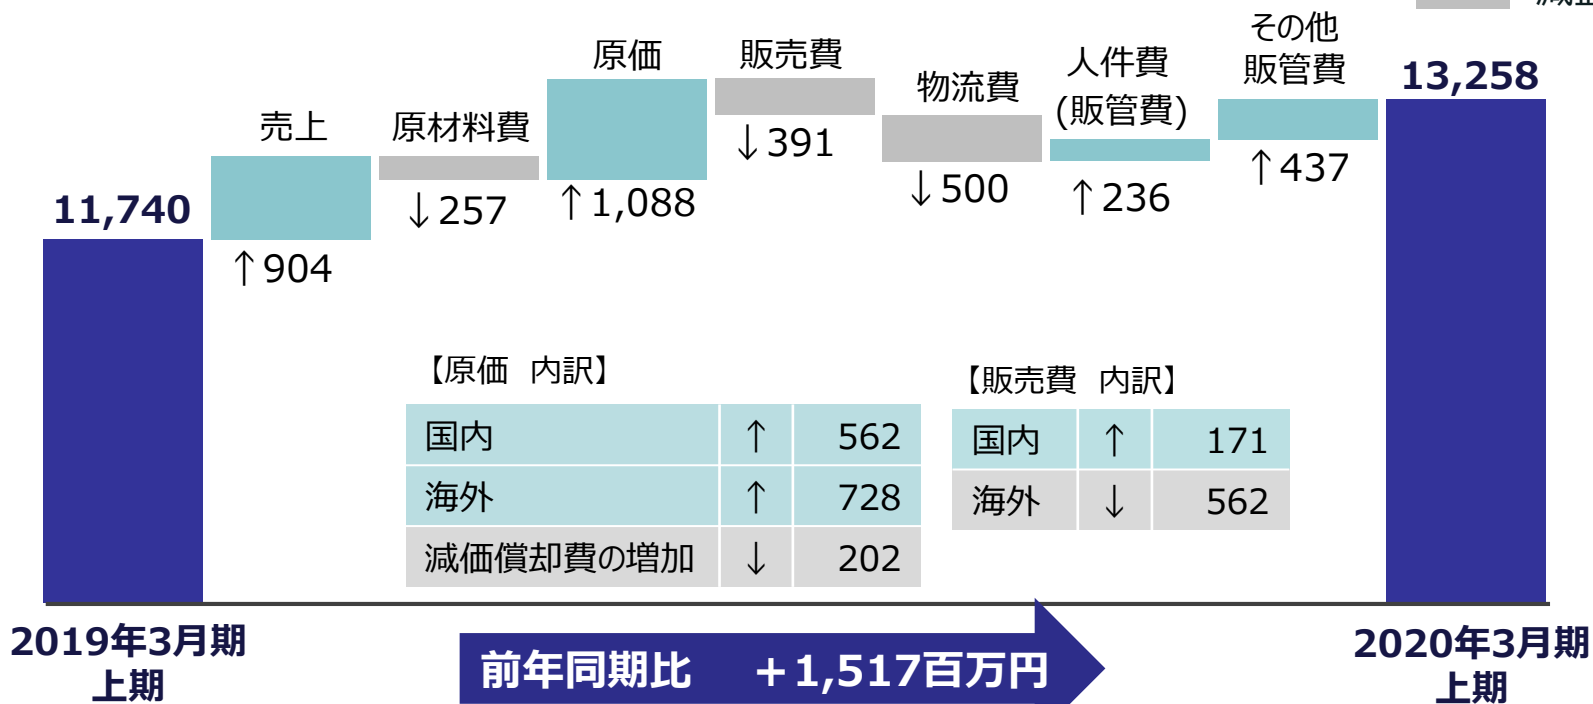 その他
販管費
原価
販売費
人件費
(販管費)
物流費
13,258
売上
原材料費
↓391
↑437
↓500
↑236
11,740
↓257
↑1,088
↑904
【原価 内訳】
国内 ↑ 562
海外 ↑ 728
減価償却費の増加 ↓ 202
【販売費 内訳】
国内 ↑ 171
海外 ↓ 562
2019年3月期
上期
前年同期比 +1,517百万円
2020年3月期
上期